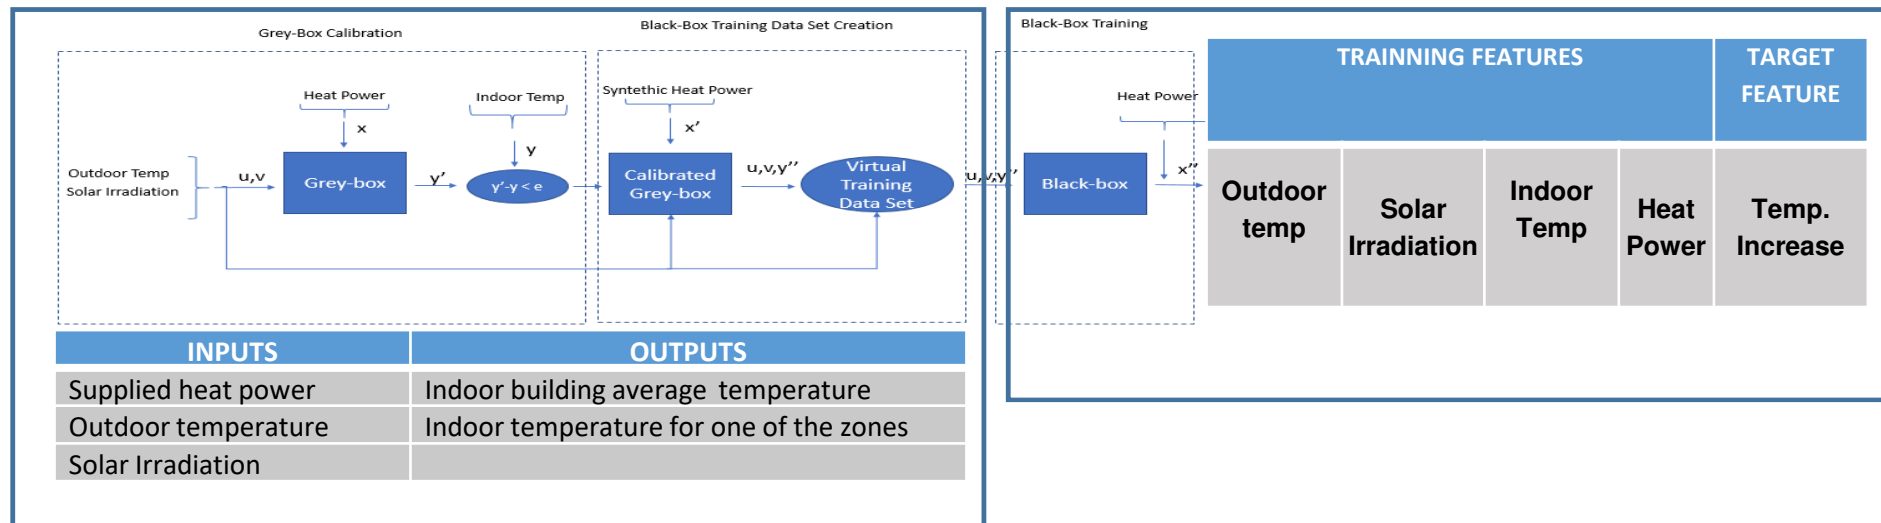 Grey-Box Calibration
Black-Box Training Data Set Creation
Black-Box Training
Heat Power
x
Indoor Temp
y
Outdoor Temp
Solar Irradiation
u,v
Grey-box
y'
y'-y < e
Syntethic Heat Power
x'
Calibrated
Grey-box
u,v,y''
Virtual
Training
Data Set
u,v,y''
Black-box
Heat Power
x''
TRAINNING FEATURES
TARGET
FEATURE
Outdoor
temp
Solar
Irradiation
Indoor
Temp
Heat
Power
Temp.
Increase
INPUTS
OUTPUTS
Supplied heat power
Indoor building average temperature
Outdoor temperature
Indoor temperature for one of the zones
Solar Irradiation